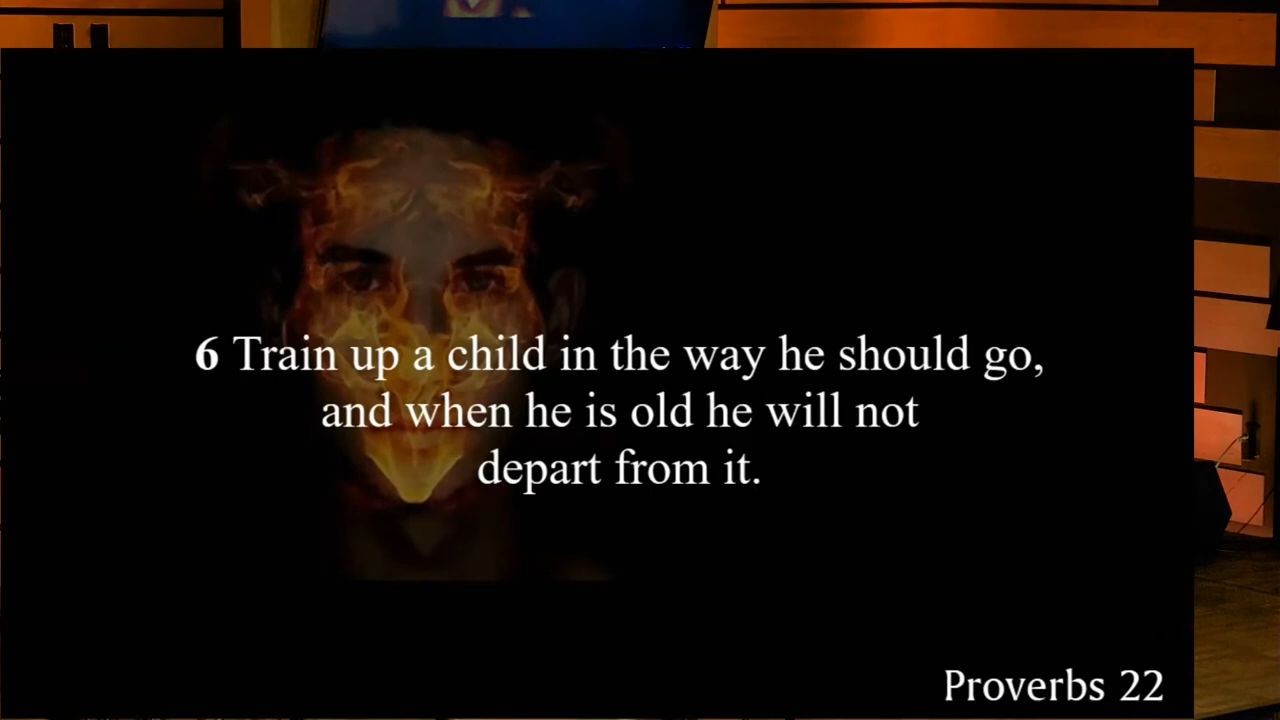 6 Train up a child in the way he should go,
and when he is old he will not
depart from it.
Proverbs 22